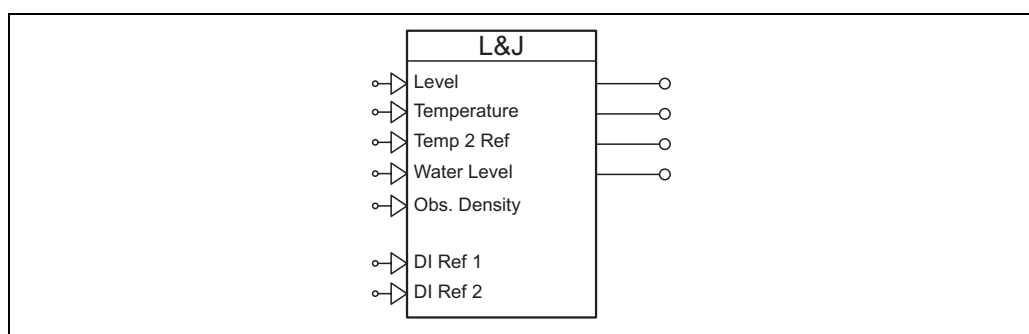 L&J
Level
Temperature
Temp 2 Ref
Water Level
Obs. Density
DI Ref 1
DI Ref 2